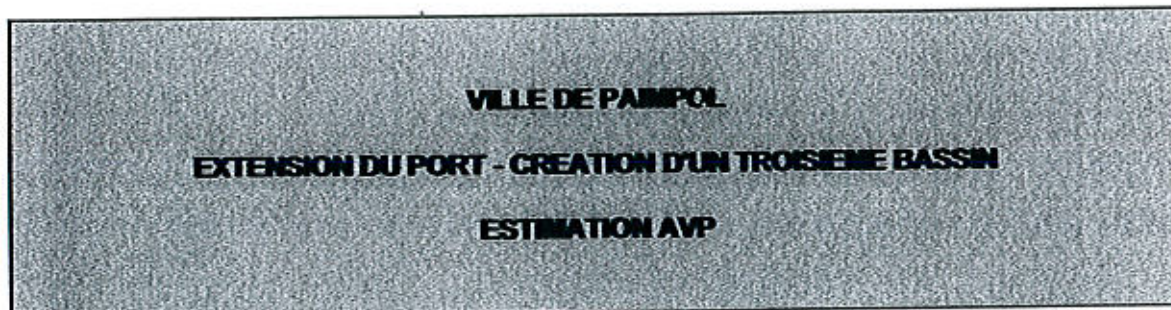 VILLE DE PAIMPOL
EXTENSION DU PORT - CREATION D'UN TROISIEME BASSIN
ESTIMATION AVP